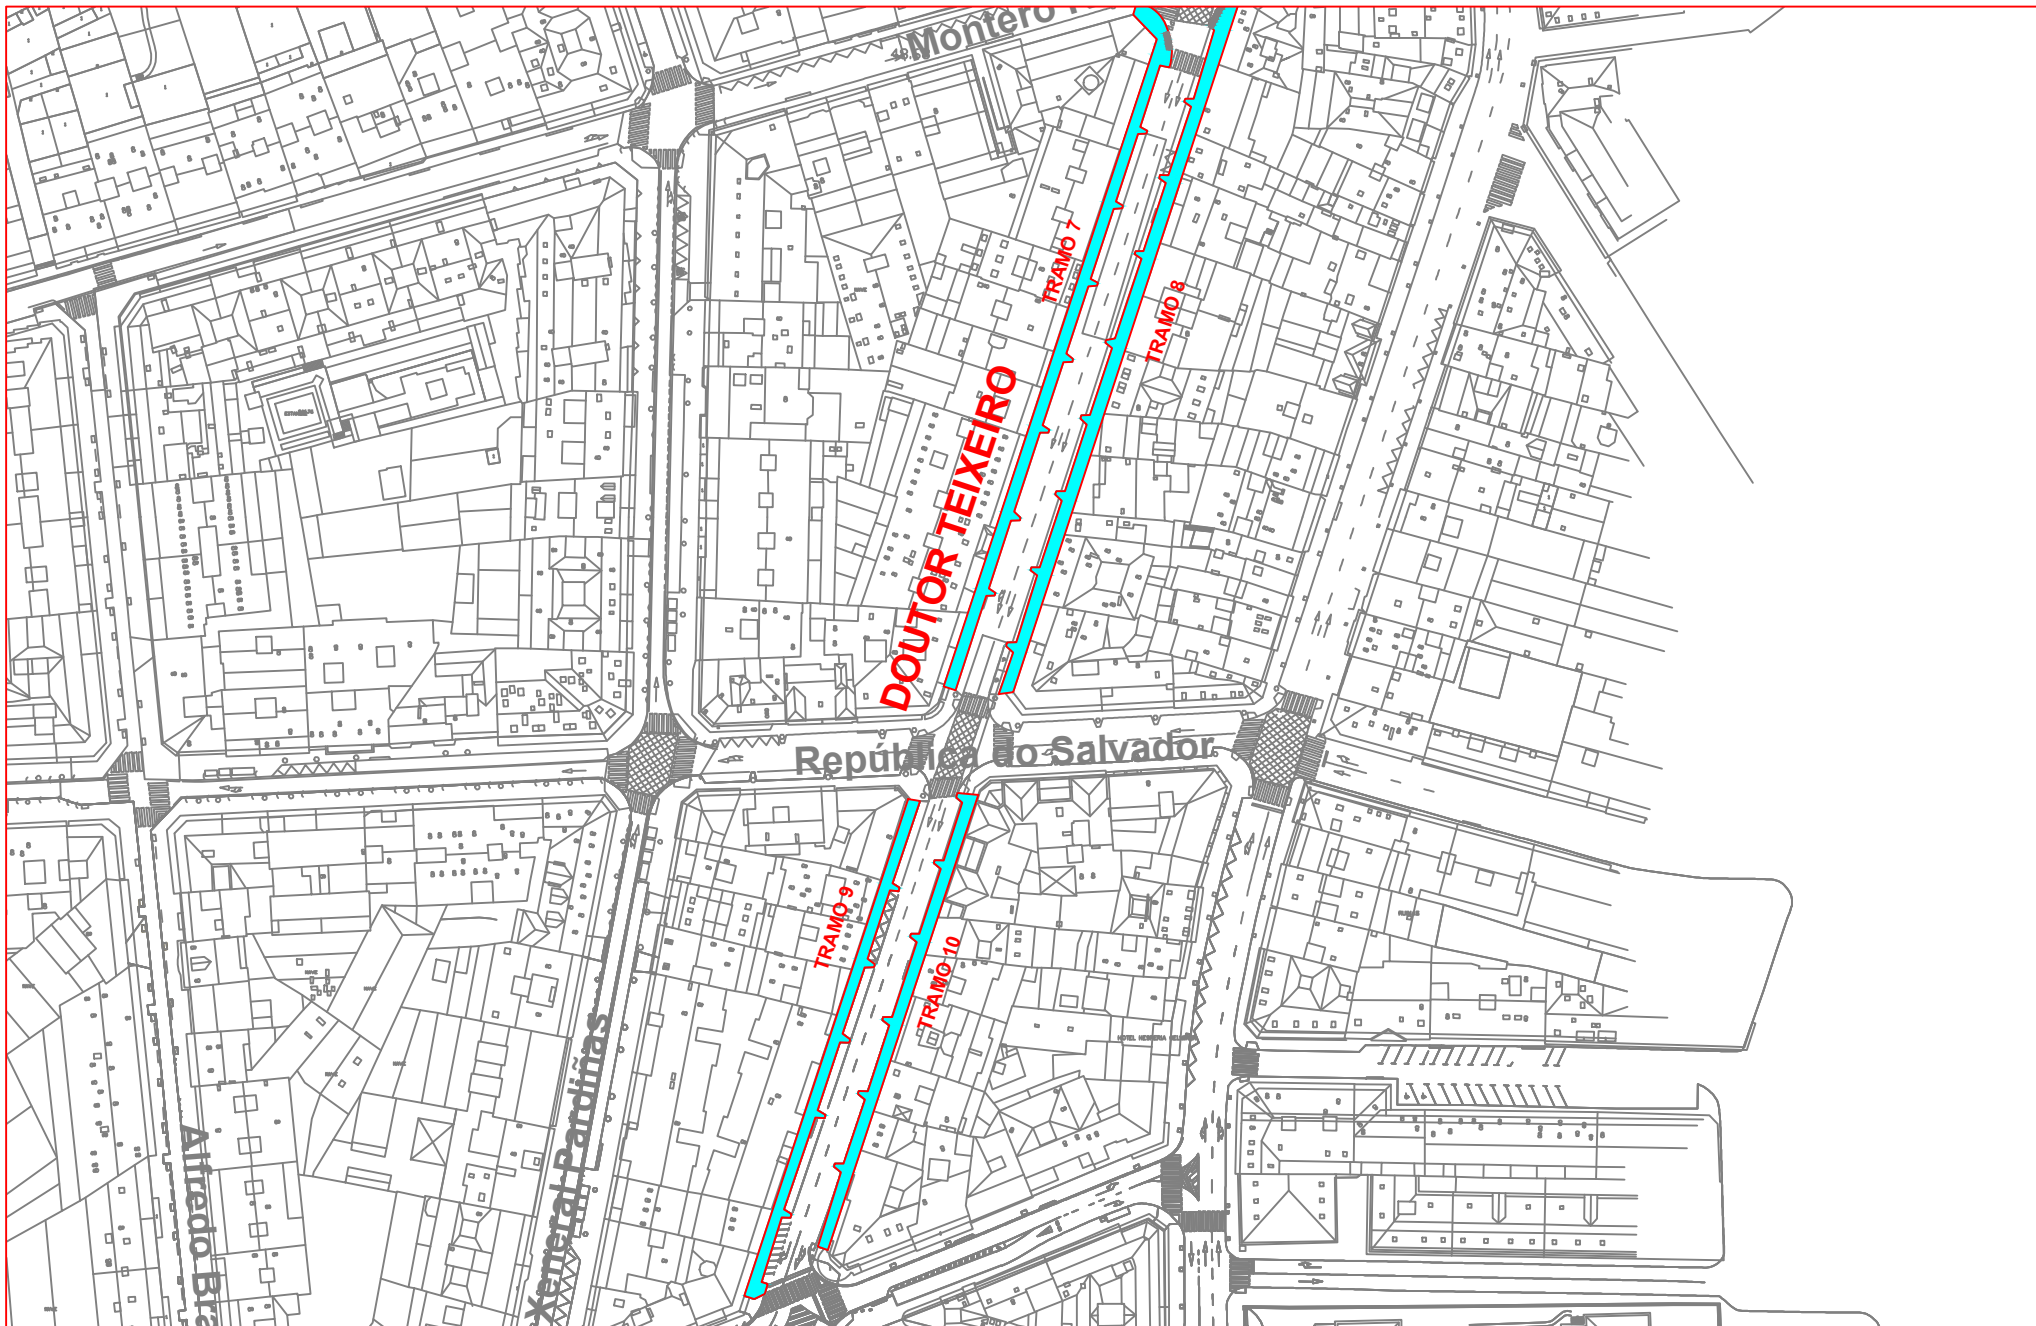 Montero
TRAMO 7
TRAMO 8
DOUTOR TEIXEIRO
República do Salvador
TRAMO 9
TRAMO 10
Xeneral Pardiñas
Alfredo Bra